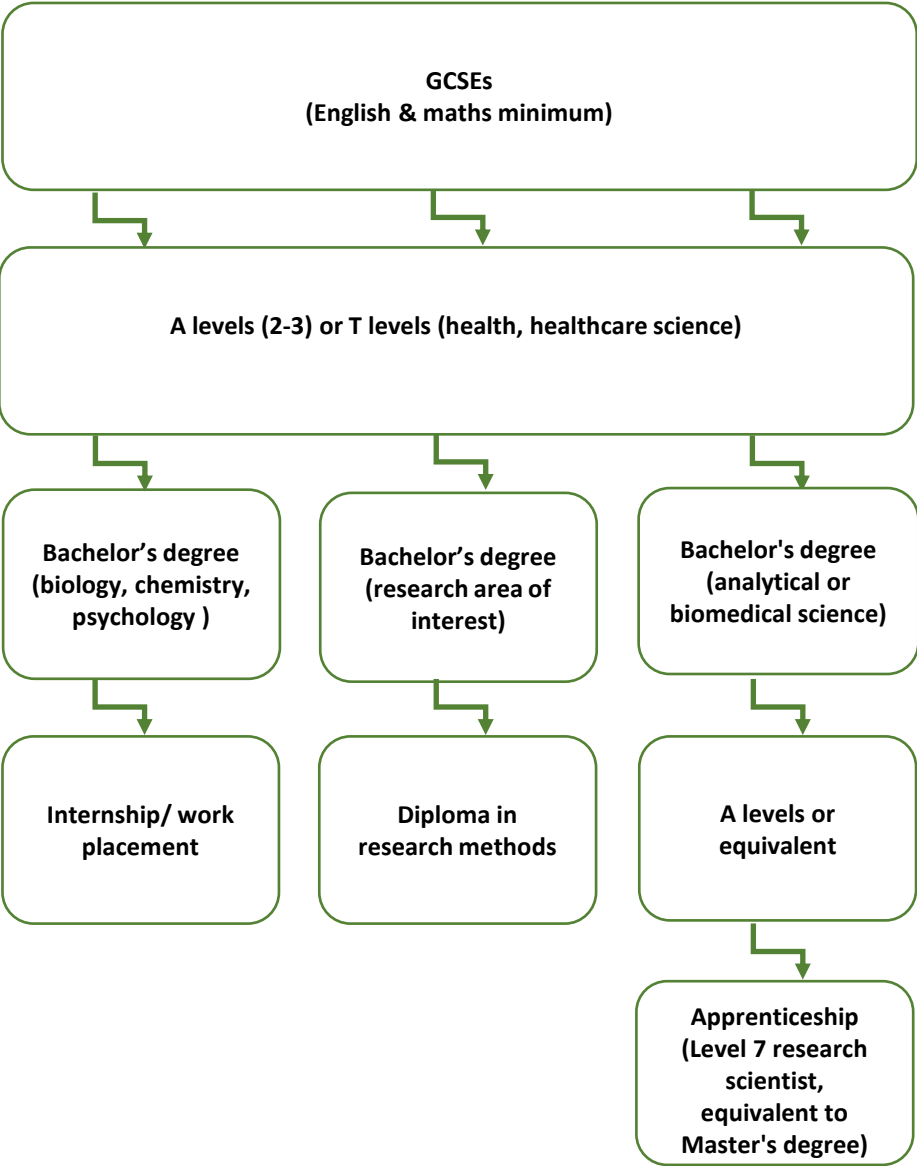 GCSEs
(English & maths minimum)
A levels (2-3) or T levels (health, healthcare science)
Bachelor’s degree
(biology, chemistry,
psychology )
Bachelor’s degree
(research area of
interest)
Bachelor's degree
(analytical or
biomedical science)
Internship/ work
placement
Diploma in
research methods
A levels or
equivalent
Apprenticeship
(Level 7 research
scientist,
equivalent to
Master's degree)